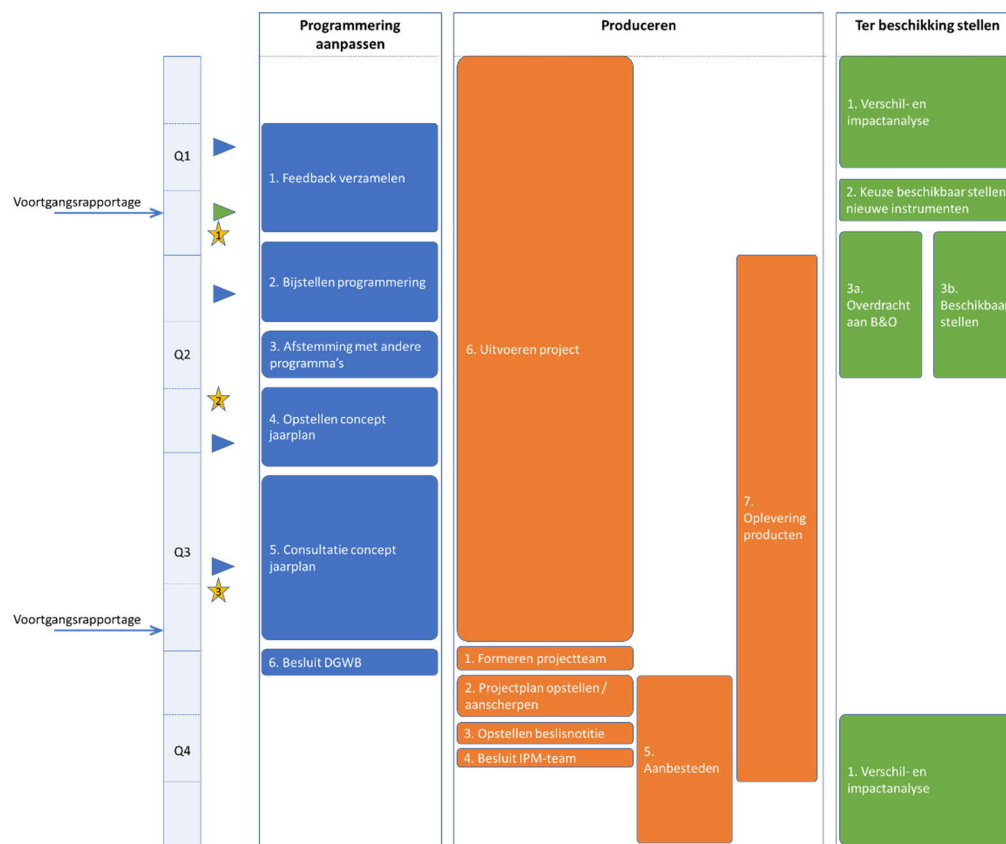 Programmering
aanpassen
Produceren
Ter beschikking stellen
Q1
Voortgangsrapportage
1
Q2
2
Q3
3
Voortgangsrapportage
Q4
1. Feedback verzamelen
2. Bijstellen programmering
3. Afstemming met andere
programma's
4. Opstellen concept
jaarplan
5. Consultatie concept
jaarplan
6. Besluit DGWB
6. Uitvoeren project
1. Formeren projectteam
2. Projectplan opstellen /
aanscherpen
3. Opstellen beslisnotitie
4. Besluit IPM-team
5.
Aanbesteden
7.
Oplevering
producten
1. Verschil- en
impactanalyse
2. Keuze beschikbaar stellen
nieuwe instrumenten
3a.
Overdracht
aan B&O
3b.
Beschikbaar
stellen
1. Verschil- en
impactanalyse